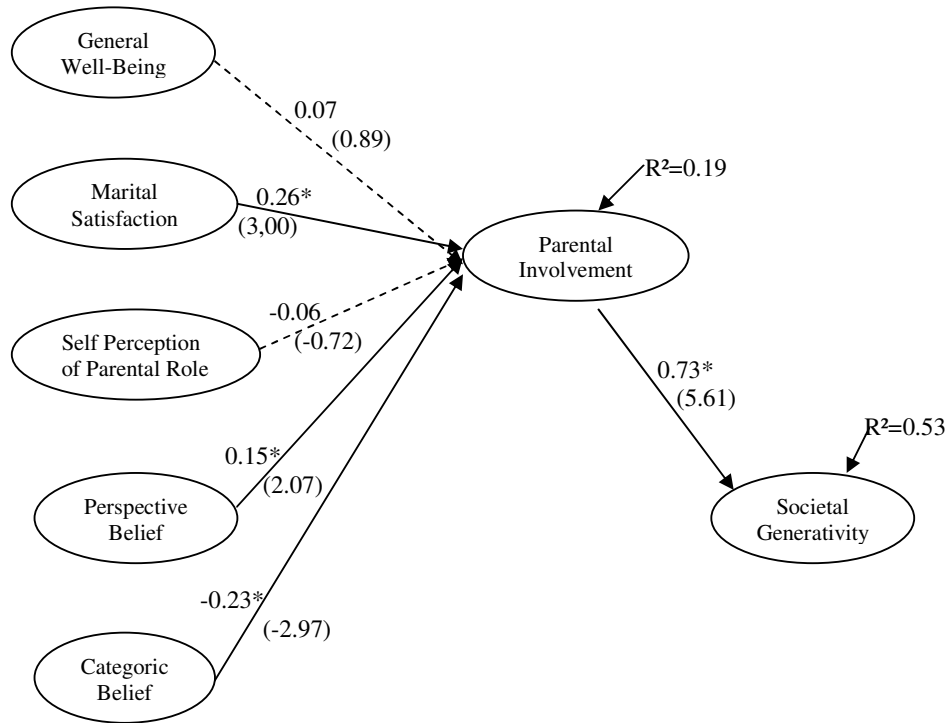 General
Well-Being
0.07
(0.89)
Marital
Satisfaction
0.26*
(3,00)
R²=0.19
Parental
Involvement
Self Perception
of Parental Role
-0.06
(-0.72)
0.73*
(5.61)
R²=0.53
Perspective
Belief
0.15*
(2.07)
Societal
Generativity
Categoric
Belief
-0.23*
(-2.97)